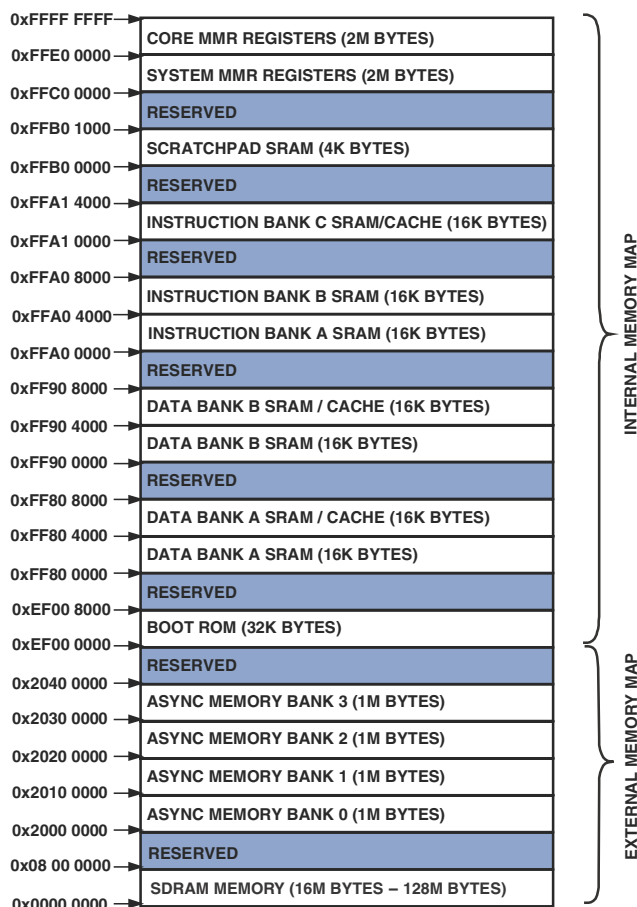 0xFFFF FFFF
CORE MMR REGISTERS (2M BYTES)
0xFFE0 0000
SYSTEM MMR REGISTERS (2M BYTES)
0xFFC0 0000
RESERVED
0xFFB0 1000
SCRATCHPAD SRAM (4K BYTES)
0xFFB0 0000
RESERVED
0xFFA1 4000
INSTRUCTION BANK C SRAM/CACHE (16K BYTES)
0xFFA1 0000
RESERVED
0xFFA0 8000
INSTRUCTION BANK B SRAM (16K BYTES)
0xFFA0 4000
INSTRUCTION BANK A SRAM (16K BYTES)
0xFFA0 0000
RESERVED
0xFF90 8000
DATA BANK B SRAM / CACHE (16K BYTES)
0xFF90 4000
DATA BANK B SRAM (16K BYTES)
0xFF90 0000
RESERVED
0xFF80 8000
DATA BANK A SRAM / CACHE (16K BYTES)
0xFF80 4000
DATA BANK A SRAM (16K BYTES)
0xFF80 0000
RESERVED
0xEF00 8000
BOOT ROM (32K BYTES)
0xEF00 0000
RESERVED
0x2040 0000
ASYNC MEMORY BANK 3 (1M BYTES)
0x2030 0000
ASYNC MEMORY BANK 2 (1M BYTES)
0x2020 0000
ASYNC MEMORY BANK 1 (1M BYTES)
0x2010 0000
ASYNC MEMORY BANK 0 (1M BYTES)
0x2000 0000
RESERVED
0x08 00 0000
SDRAM MEMORY (16M BYTES – 128M BYTES)
0x0000 0000
INTERNAL MEMORY MAP
EXTERNAL MEMORY MAP